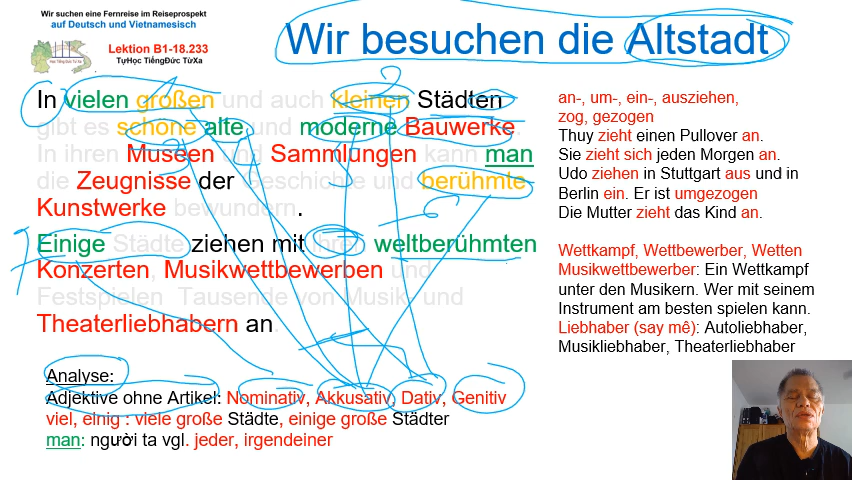 Wir suchen eine Fernreise im Reiseprospekt
auf Deutsch und Vietnamesisch
Lektion B1-18.233
TựHọc TiếngĐức TừXa
Wir besuchen die Altstadt
In vielen großen und auch kleinen Städten
gibt es schöne alte und moderne Bauwerke.
In ihren Museen und Sammlungen kann man
die Zeugnisse der Geschichte und berühmte
Kunstwerke bewundern.
Einige Städte ziehen mit ihren weltberühmten
Konzerten, Musikwettbewerben und
Festspielen Tausende von Musik und
Theaterliebhabern an
Analyse:
Adjektive ohne Artikel: Nominativ, Akkusativ, Dativ, Genitiv
viel, einig : viele große Städte, einige große Städter
man: người ta vgl. jeder, irgendeiner
an-, um-, ein-, ausziehen,
zog, gezogen
Thuy zieht einen Pullover an.
Sie zieht sich jeden Morgen an.
Udo ziehen in Stuttgart aus und in
Berlin ein. Er ist umgezogen
Die Mutter zieht das Kind an.
Wettkampf, Wettbewerber, Wetten
Musikwettbewerber: Ein Wettkampf
unter den Musikern. Wer mit seinem
Instrument am besten spielen kann.
Liebhaber (say mê): Autoliebhaber,
Musikliebhaber, Theaterliebhaber